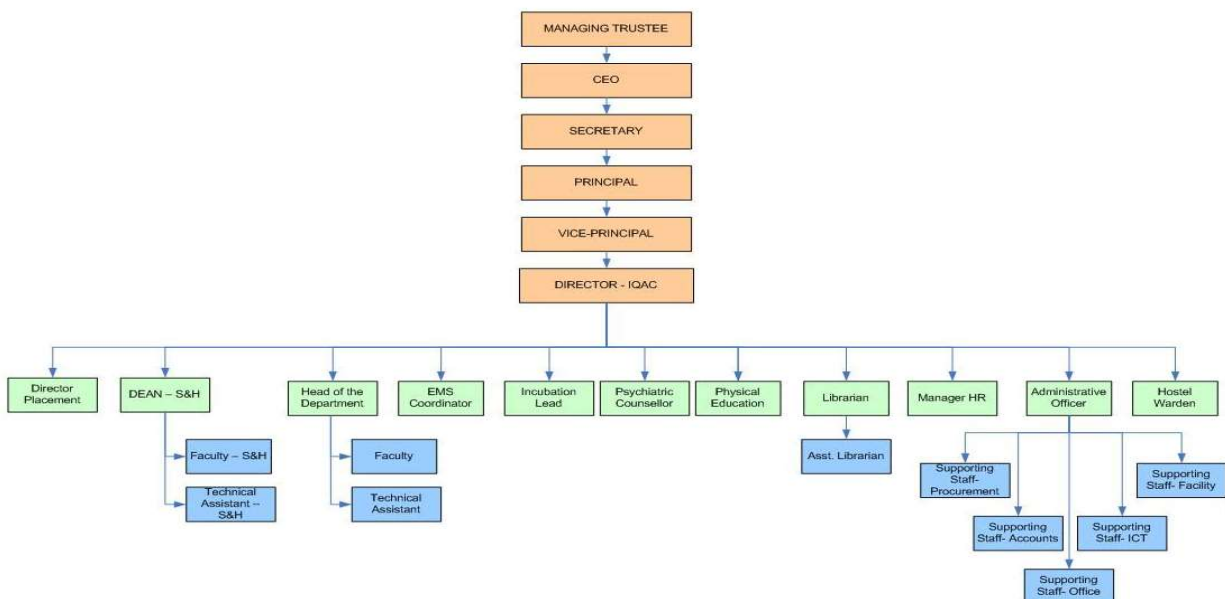 MANAGING TRUSTEE
CEO
SECRETARY
PRINCIPAL
VICE-PRINCIPAL
DIRECTOR - IQAC
Director
Placement
DEAN – S&H
Head of the
Department
EMS
Coordinator
Incubation
Lead
Psychiatric
Counsellor
Physical
Education
Librarian
Manager HR
Administrative
Officer
Hostel
Warden
Faculty – S&H
Technical
Assistant –
S&H
Faculty
Technical
Assistant
Asst. Librarian
Supporting
Staff-
Procurement
Supporting
Staff- Facility
Supporting
Staff- Accounts
Supporting
Staff- ICT
Supporting
Staff- Office